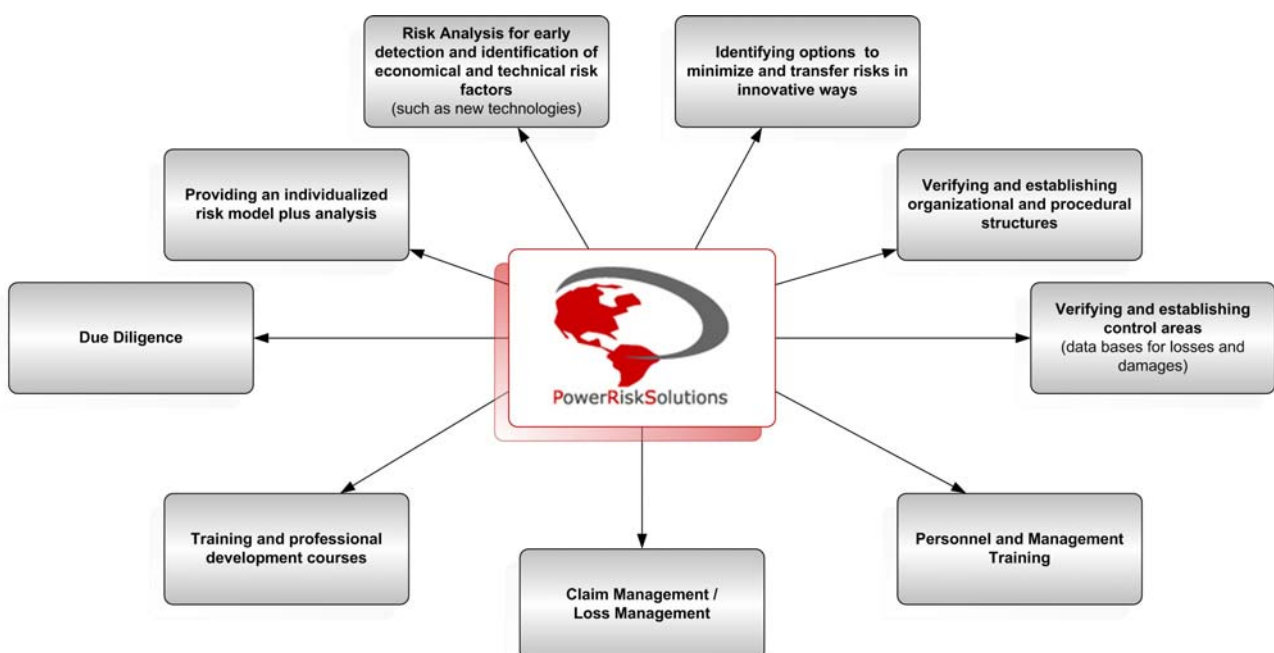 Risk Analysis for early
detection and identification of
economical and technical risk
factors
(such as new technologies)
Identifying options to
minimize and transfer risks in
innovative ways
Providing an individualized
risk model plus analysis
Verifying and establishing
organizational and procedural
structures
Due Diligence
PowerRiskSolutions
Verifying and establishing
control areas
(data bases for losses and
damages)
Training and professional
development courses
Claim Management /
Loss Management
Personnel and Management
Training